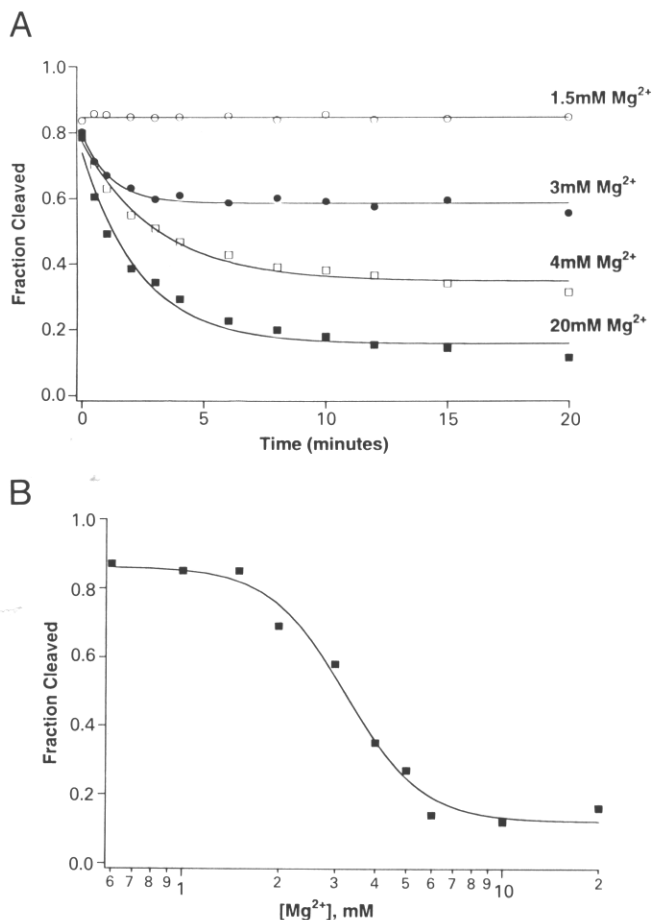 A
1.0
0.8
0.6
0.4
0.2
0.0
Fraction Cleaved
1.5mM Mg²⁺
3mM Mg²⁺
4mM Mg²⁺
20mM Mg²⁺
0 5 10 15 20
Time (minutes)
B
1.0
0.8
0.6
0.4
0.2
0.0
Fraction Cleaved
6 7 8 9 1 2 3 4 5 6 7 8 9 10 2
[Mg²⁺], mM